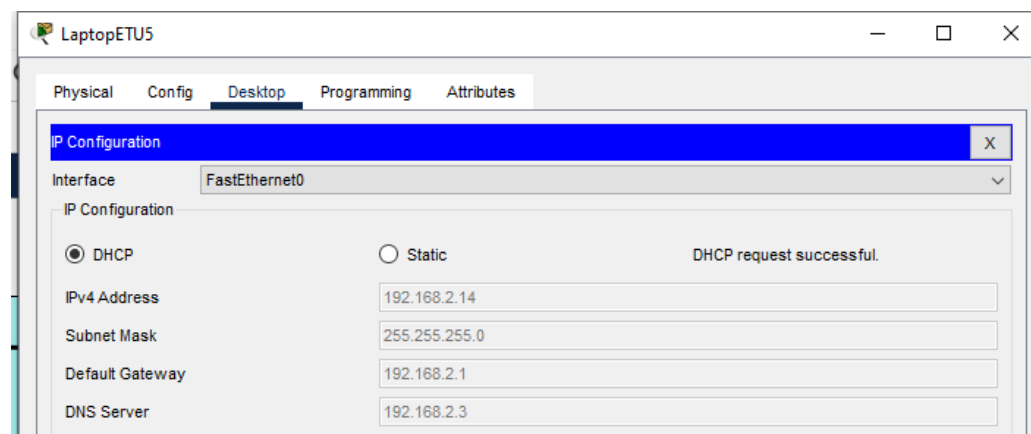 LaptopETU5
Physical Config Desktop Programming Attributes
IP Configuration X
Interface FastEthernet0
IP Configuration
DHCP Static DHCP request successful.
IPv4 Address 192.168.2.14
Subnet Mask 255.255.255.0
Default Gateway 192.168.2.1
DNS Server 192.168.2.3